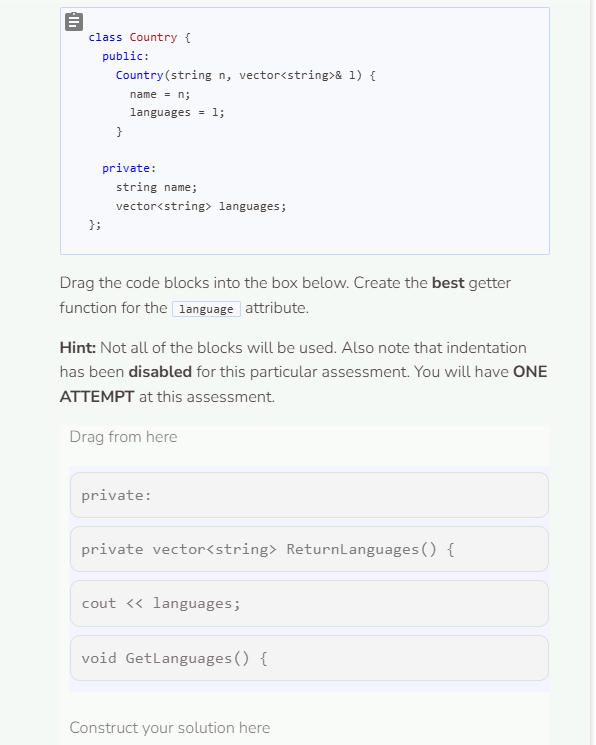 class Country {
public:
Country(string n, vector<string>& l) {
name = n;
languages = l;
}
private:
string name;
vector<string> languages;
};
Drag the code blocks into the box below. Create the best getter
function for the language attribute.
Hint: Not all of the blocks will be used. Also note that indentation
has been disabled for this particular assessment. You will have ONE
ATTEMPT at this assessment.
Drag from here
private:
private vector<string> ReturnLanguages() {
cout << languages;
void GetLanguages() {
Construct your solution here